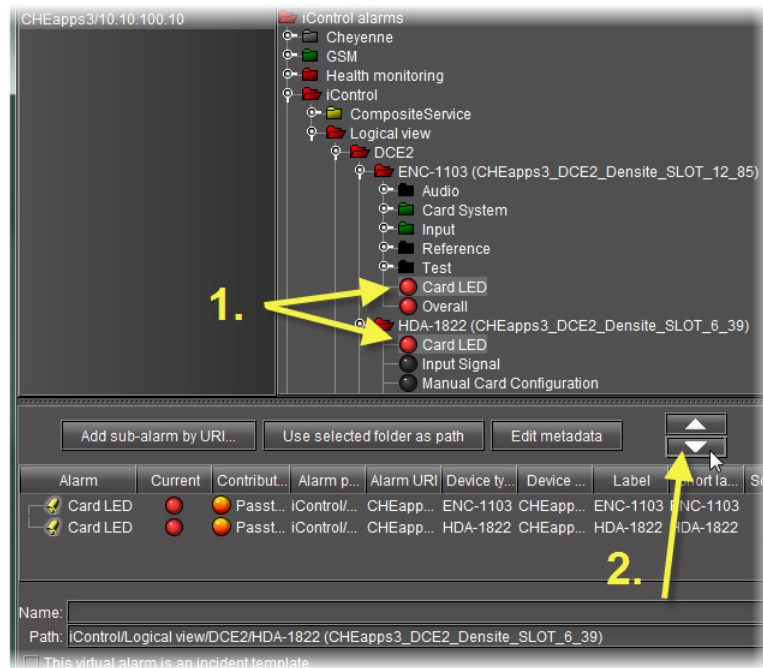 CHEapps3/10.10.100.10
iControl alarms
Cheyenne
GSM
Health monitoring
iControl
CompositeService
Logical view
DCE2
ENC-1103 (CHEapps3_DCE2_Densite_SLOT_12_85)
Audio
Card System
Input
Reference
Test
Card LED
Overall
1.
HDA-1822 (CHEapps3_DCE2_Densite_SLOT_6_39)
Card LED
Input Signal
Manual Card Configuration
Add sub-alarm by URI... Use selected folder as path Edit metadata
Alarm Current Contribut... Alarm p... Alarm URI Device ty... Device ... Label Short la...
Card LED Passt... iControl/... CHEapp... ENC-1103 CHEapp... ENC-1103 ENC-1103
Card LED Passt... iControl/... CHEapp... HDA-1822 CHEapp... HDA-1822 HDA-1822
2.
Name:
Path: iControl/Logical view/DCE2/HDA-1822 (CHEapps3_DCE2_Densite_SLOT_6_39)
This virtual alarm is an incident template